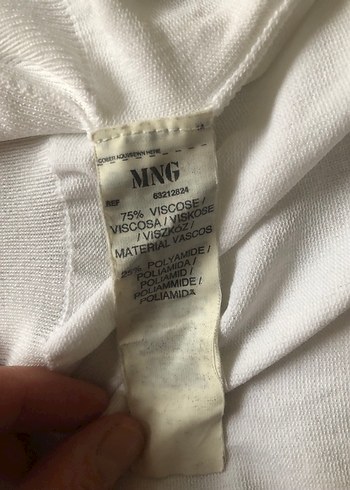 MNG
REF 63212824
75% VISCOSE /
VISCOSA / VISKOSE
/ VISZKÓZ /
MATERIAL VASCOS
25% POLYAMIDE /
POLIAMIDA /
POLIAMID /
POLIAMMIDE /
POLIAMIDA